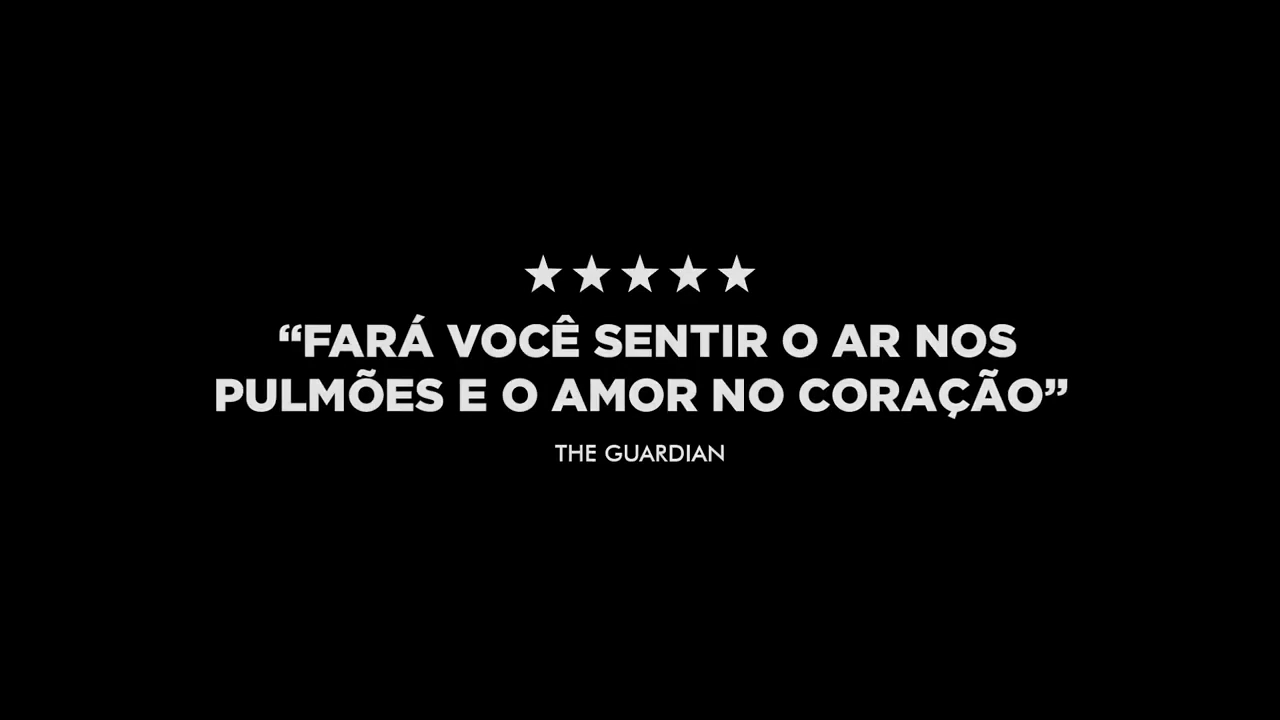 ★★★★★
“FARÁ VOCÊ SENTIR O AR NOS
PULMÕES E O AMOR NO CORAÇÃO”
THE GUARDIAN